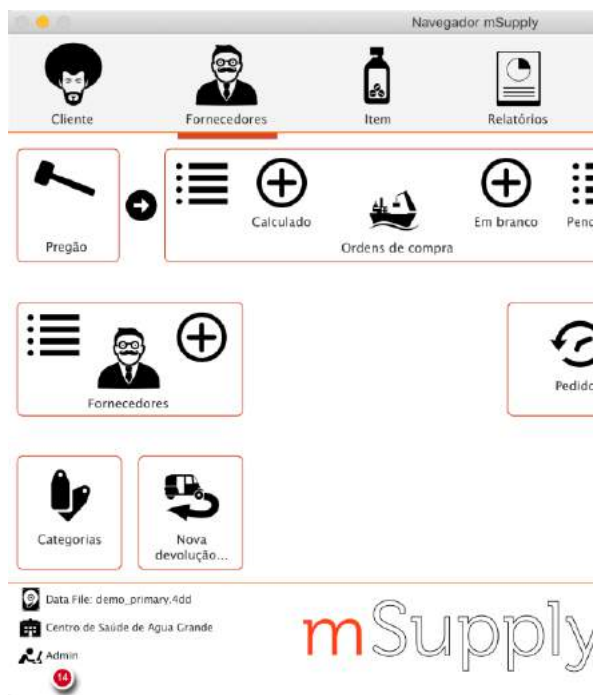 Navegador mSupply
Cliente
Fornecedores
Item
Relatórios
Calculado
Em branco
Pregão
Ordens de compra
Fornecedores
Categorias
Nova
devolução...
Data File: demo_primary.4dd
Centro de Saúde de Agua Grande
Admin
14
mSupply